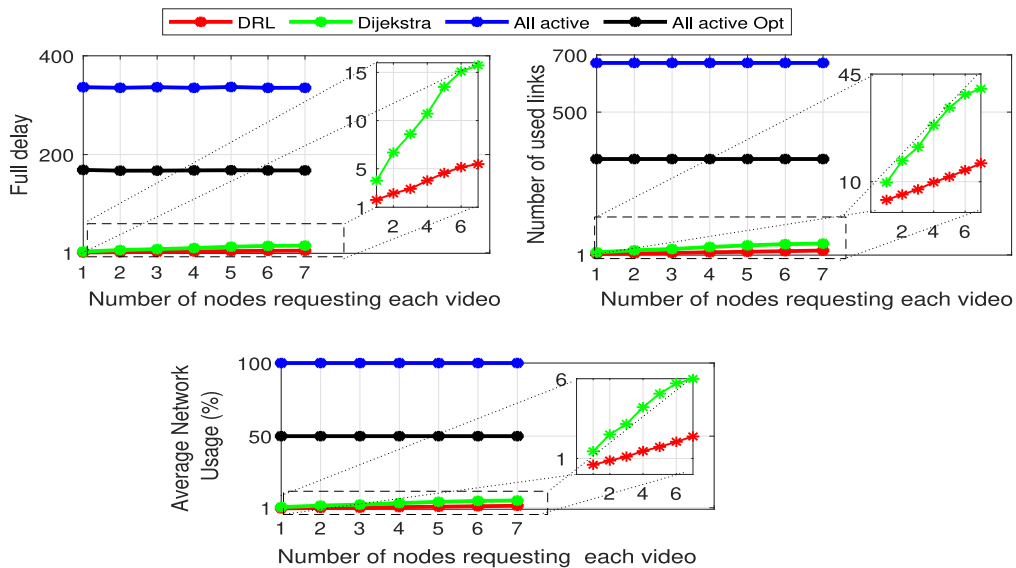 DRL Dijekstra All active All active Opt
400
200
1
Full delay
1 2 3 4 5 6 7
Number of nodes requesting each video
15
10
5
1
2 4 6
700
500
1
Number of used links
1 2 3 4 5 6 7
Number of nodes requesting each video
45
10
2 4 6
100
50
1
Average Network
Usage (%)
1 2 3 4 5 6 7
Number of nodes requesting each video
6
1
2 4 6